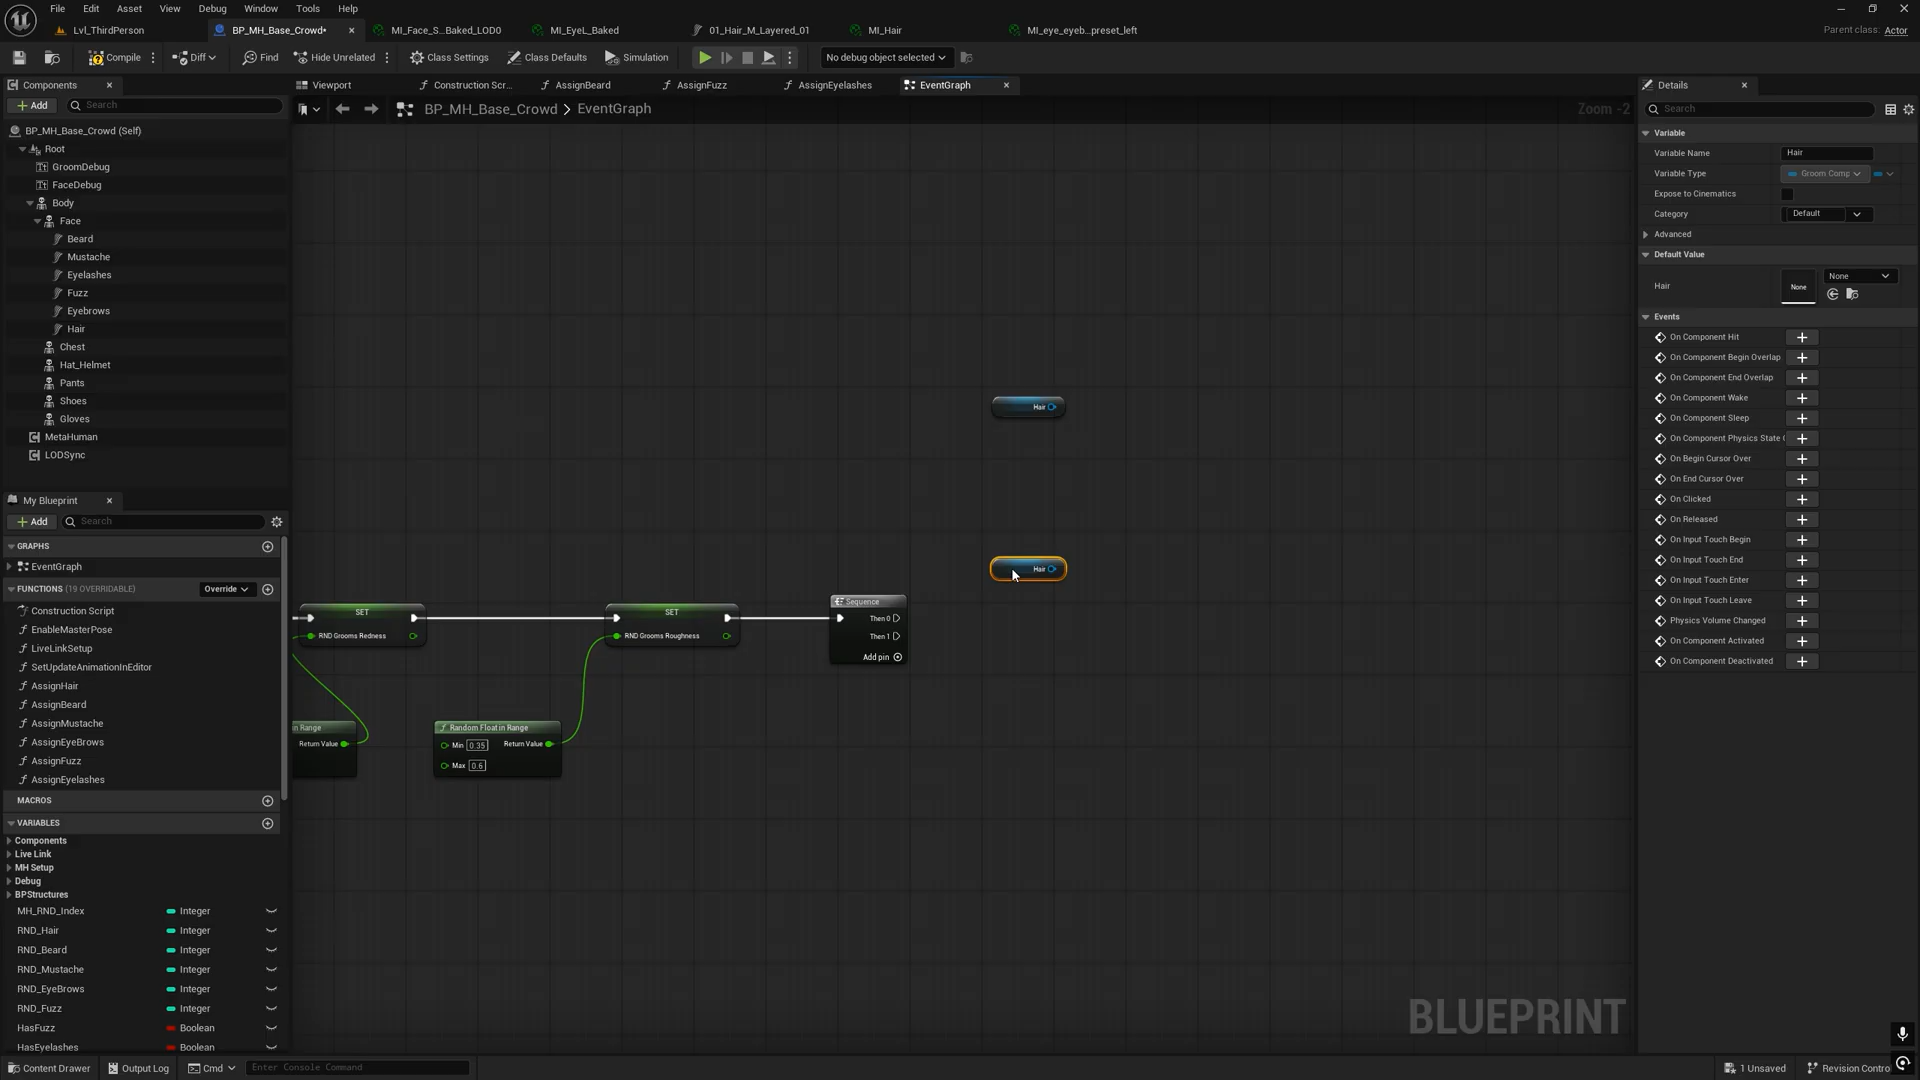 File Edit Asset View Window Debug Tools Help
Lvl_ThirdPerson
BP_MH_Base_Crowd•
MI_Face_S...Baked_LOD0
MI_EyeL_Baked
01_Hair_M_Layered_01
MI_Hair
MI_eye_eyeb...preset_left
Parent class: Actor
Compile
Diff
Find
Hide Unrelated
Class Settings
Class Defaults
Simulation
No debug object selected
Components
Viewport
Construction Scr...
AssignBeard
AssignFuzz
AssignEyelashes
EventGraph
Details
Add
Search
BP_MH_Base_Crowd > EventGraph
Zoom -2
Search
BP_MH_Base_Crowd (Self)
Root
GroomDebug
FaceDebug
Body
Face
Beard
Mustache
Eyelashes
Fuzz
Eyebrows
Hair
Chest
Hat_Helmet
Pants
Shoes
Gloves
MetaHuman
LODSync
My Blueprint
Add
Search
GRAPHS
EventGraph
FUNCTIONS (19 OVERRIDABLE)
Override
Construction Script
EnableMasterPose
LiveLinkSetup
SetUpdateAnimationInEditor
AssignHair
AssignBeard
AssignMustache
AssignEyeBrows
AssignFuzz
AssignEyelashes
MACROS
VARIABLES
Components
Live Link
MH Setup
Debug
BPStructures
MH_RND_Index Integer
RND_Hair Integer
RND_Beard Integer
RND_Mustache Integer
RND_EyeBrows Integer
RND_Fuzz Integer
HasFuzz Boolean
HasEyelashes Boolean
Hair
Hair
SET
RND Grooms Redness
SET
RND Grooms Roughness
Sequence
Then 0
Then 1
Add pin
in Range
Return Value
Random Float in Range
Min 0.35
Return Value
Max 0.6
BLUEPRINT
Variable
Variable Name Hair
Variable Type Groom Comp
Expose to Cinematics
Category Default
Advanced
Default Value
Hair
None
None
Events
On Component Hit
On Component Begin Overlap
On Component End Overlap
On Component Wake
On Component Sleep
On Component Physics State
On Begin Cursor Over
On End Cursor Over
On Clicked
On Released
On Input Touch Begin
On Input Touch End
On Input Touch Enter
On Input Touch Leave
Physics Volume Changed
On Component Activated
On Component Deactivated
Content Drawer
Output Log
Cmd
Enter Console Command
1 Unsaved
Revision Contro